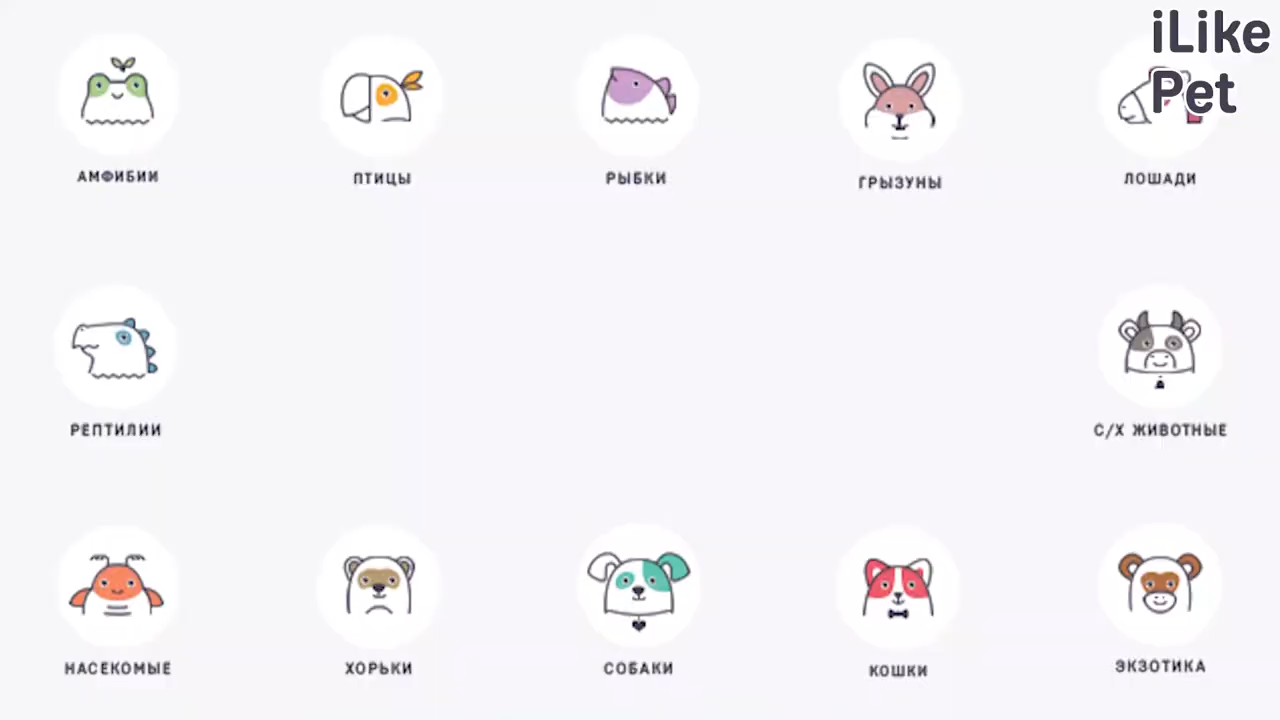 iLike
Pet
АМФИБИИ
ПТИЦЫ
РЫБКИ
ГРЫЗУНЫ
ЛОШАДИ
РЕПТИЛИИ
С/Х ЖИВОТНЫЕ
НАСЕКОМЫЕ
ХОРЬКИ
СОБАКИ
КОШКИ
ЭКЗОТИКА